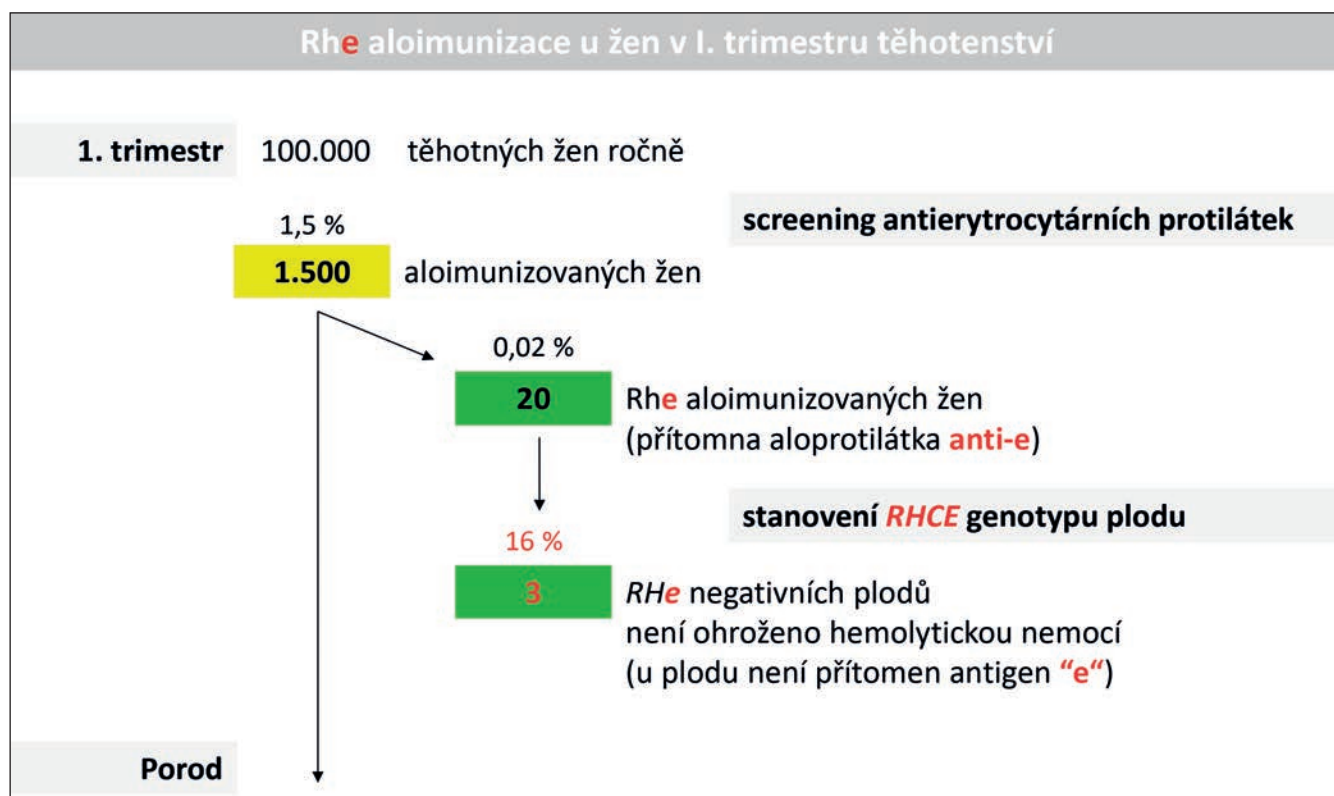 Rhe aloimunizace u žen v I. trimestru těhotenství
1. trimestr 100.000 těhotných žen ročně
screening antierytrocytárních protilátek
1,5 %
1.500 aloimunizovaných žen
0,02 %
20 Rhe aloimunizovaných žen
(přítomna aloprotilátka anti-e)
stanovení RHCE genotypu plodu
16 %
3 RHe negativních plodů
není ohroženo hemolytickou nemocí
(u plodu není přítomen antigen “e“)
Porod